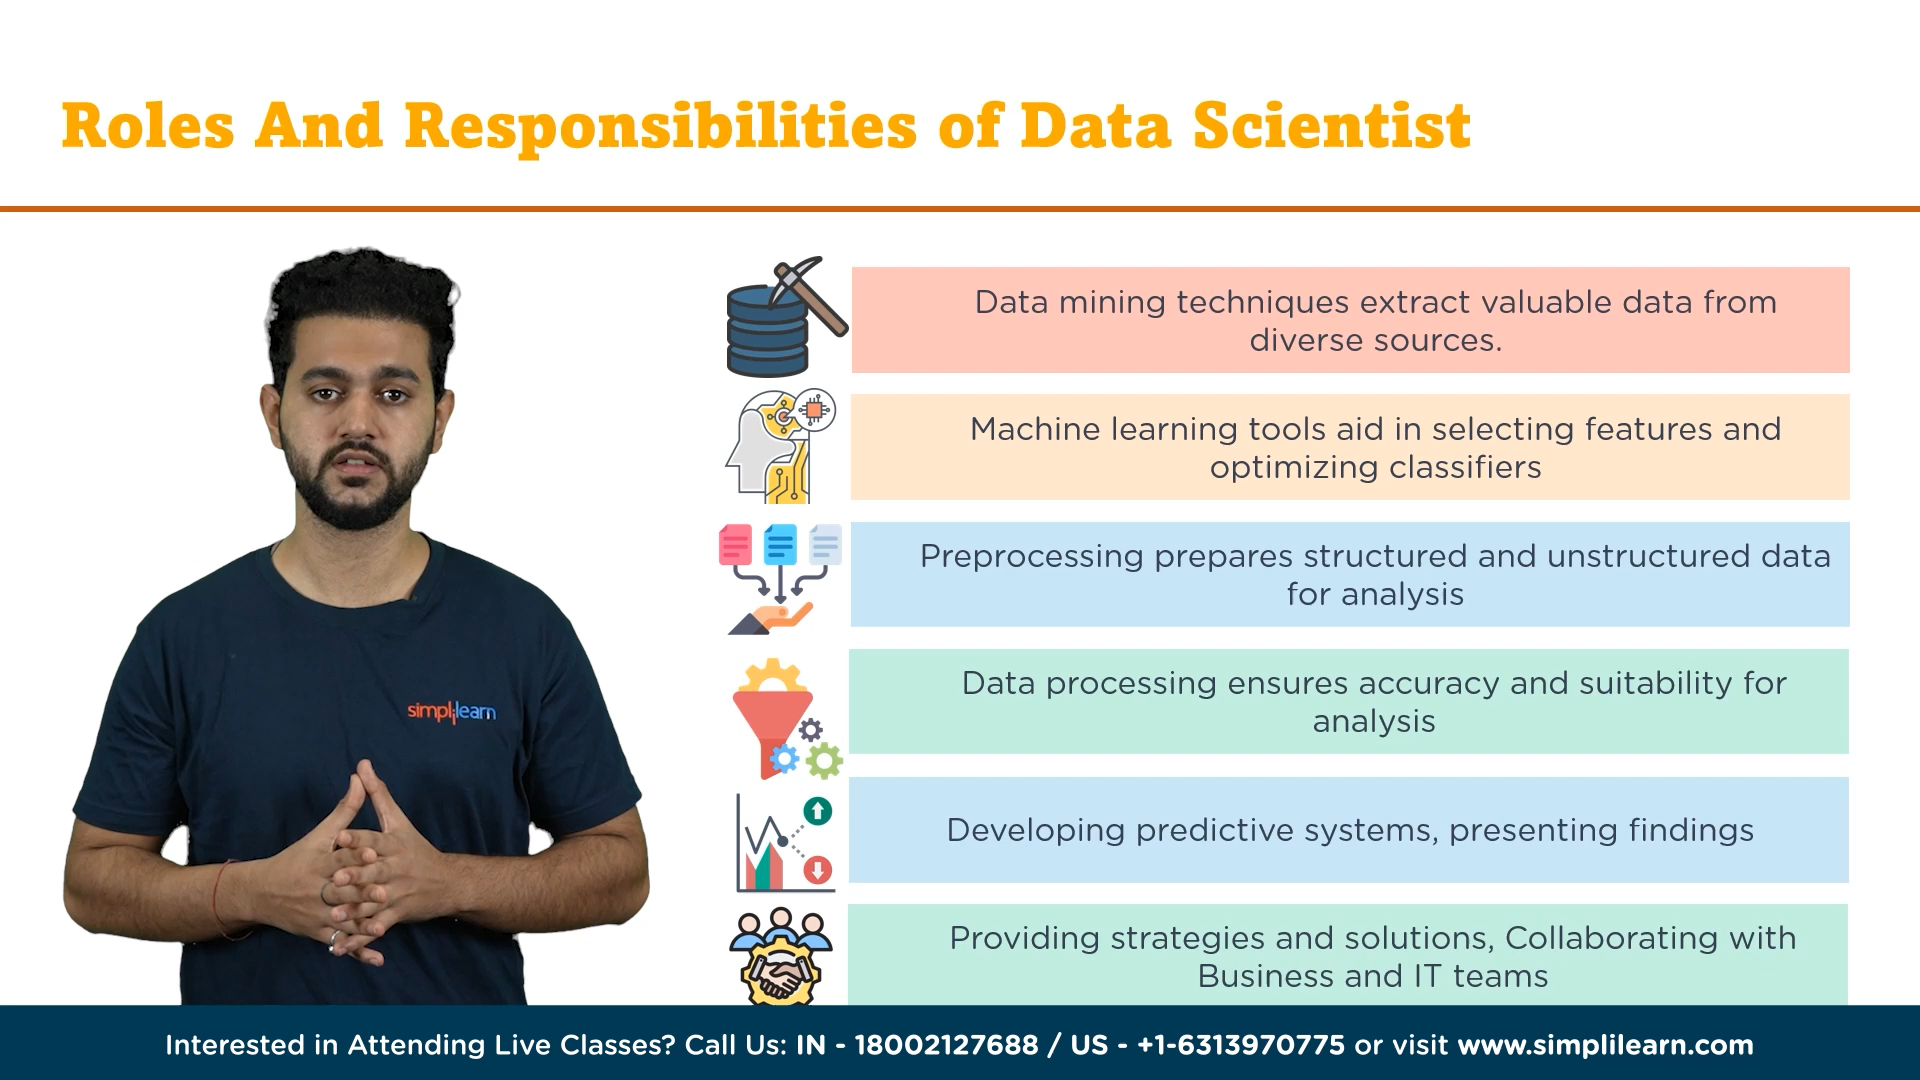 Roles And Responsibilities of Data Scientist
Data mining techniques extract valuable data from
diverse sources.
Machine learning tools aid in selecting features and
optimizing classifiers
Preprocessing prepares structured and unstructured data
for analysis
Data processing ensures accuracy and suitability for
analysis
Developing predictive systems, presenting findings
Providing strategies and solutions, Collaborating with
Business and IT teams
simplilearn
Interested in Attending Live Classes? Call Us: IN - 18002127688 / US - +1-6313970775 or visit www.simplilearn.com